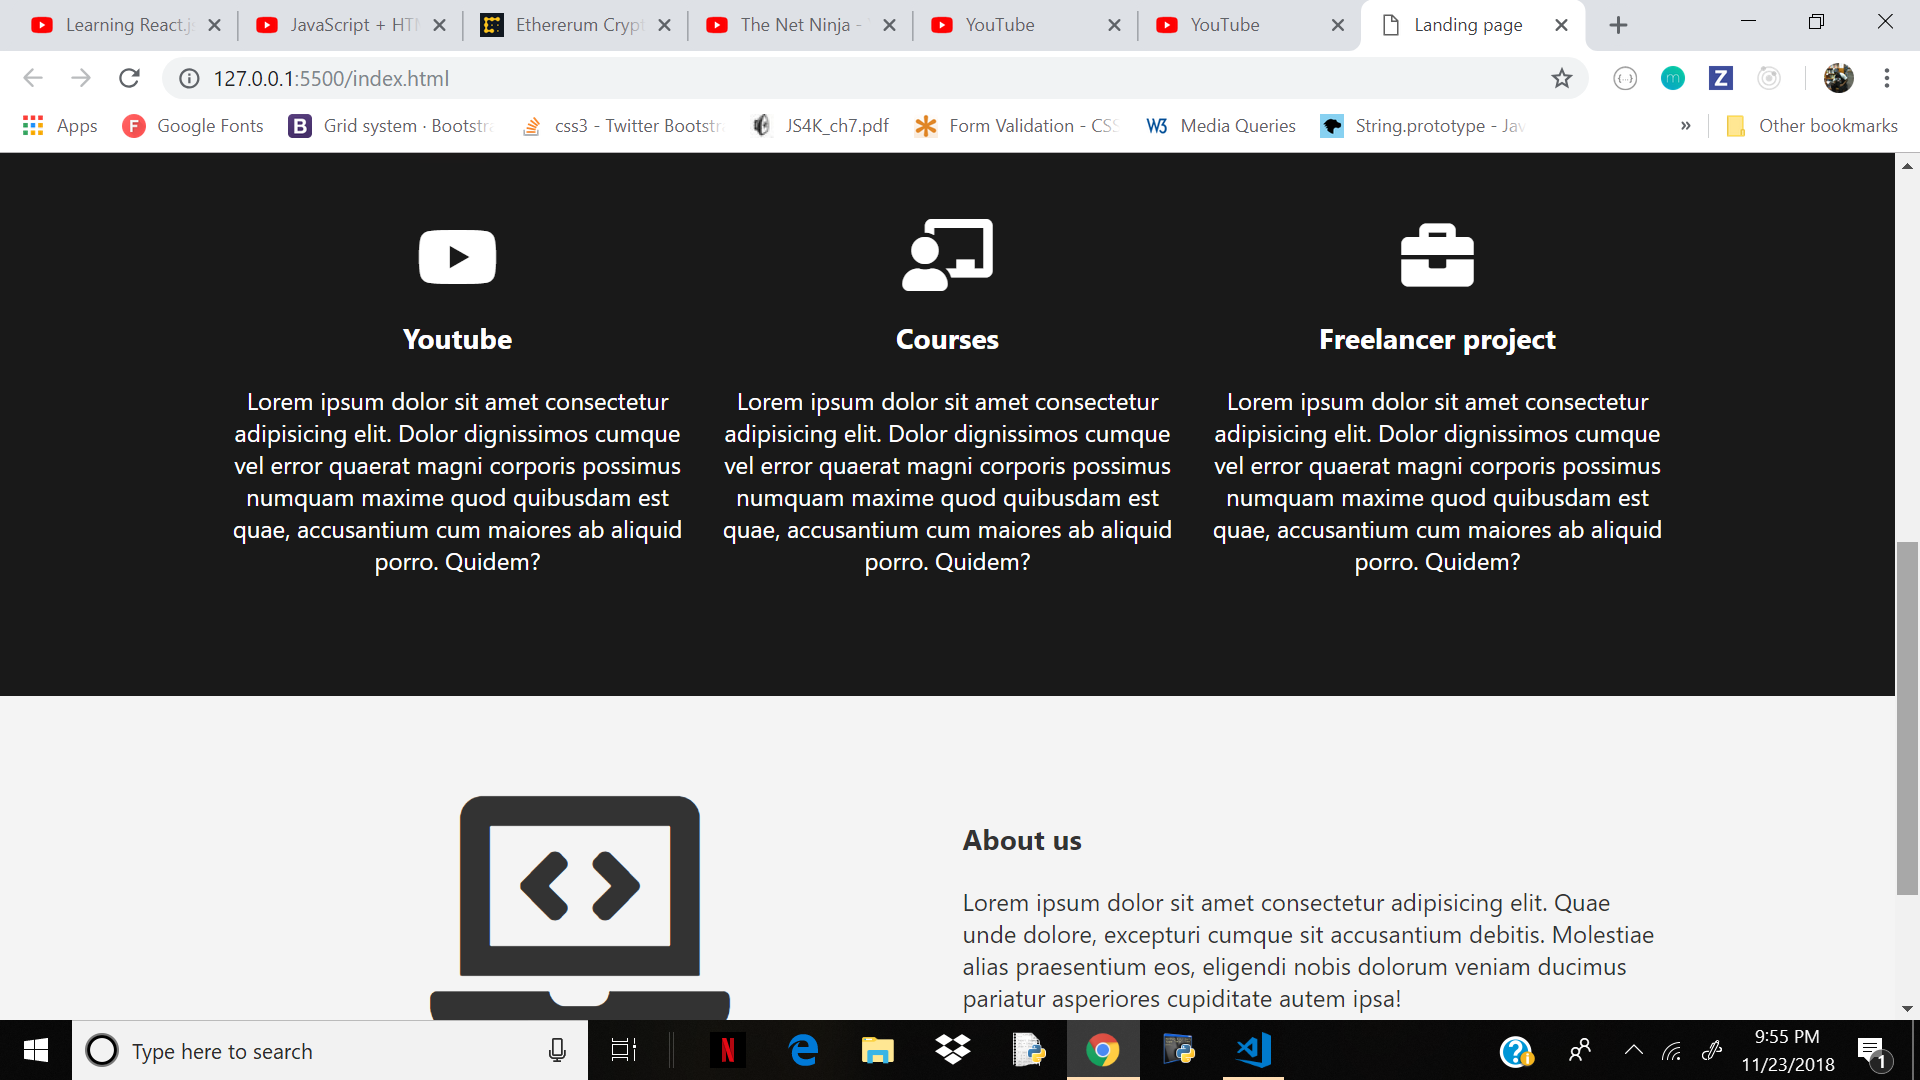 Learning React.js
JavaScript + HTM
Ethererum Crypt
The Net Ninja -
YouTube
YouTube
Landing page
127.0.0.1:5500/index.html
{...}
m
Z
Apps
F
Google Fonts
B
Grid system · Bootstra
css3 - Twitter Bootstr
JS4K_ch7.pdf
Form Validation - CSS
W3
Media Queries
String.prototype - Jav
»
Other bookmarks
Youtube
Courses
Freelancer project
Lorem ipsum dolor sit amet consectetur
adipisicing elit. Dolor dignissimos cumque
vel error quaerat magni corporis possimus
numquam maxime quod quibusdam est
quae, accusantium cum maiores ab aliquid
porro. Quidem?
Lorem ipsum dolor sit amet consectetur
adipisicing elit. Dolor dignissimos cumque
vel error quaerat magni corporis possimus
numquam maxime quod quibusdam est
quae, accusantium cum maiores ab aliquid
porro. Quidem?
Lorem ipsum dolor sit amet consectetur
adipisicing elit. Dolor dignissimos cumque
vel error quaerat magni corporis possimus
numquam maxime quod quibusdam est
quae, accusantium cum maiores ab aliquid
porro. Quidem?
About us
Lorem ipsum dolor sit amet consectetur adipisicing elit. Quae
unde dolore, excepturi cumque sit accusantium debitis. Molestiae
alias praesentium eos, eligendi nobis dolorum veniam ducimus
pariatur asperiores cupiditate autem ipsa!
Type here to search
N
9:55 PM
11/23/2018
1